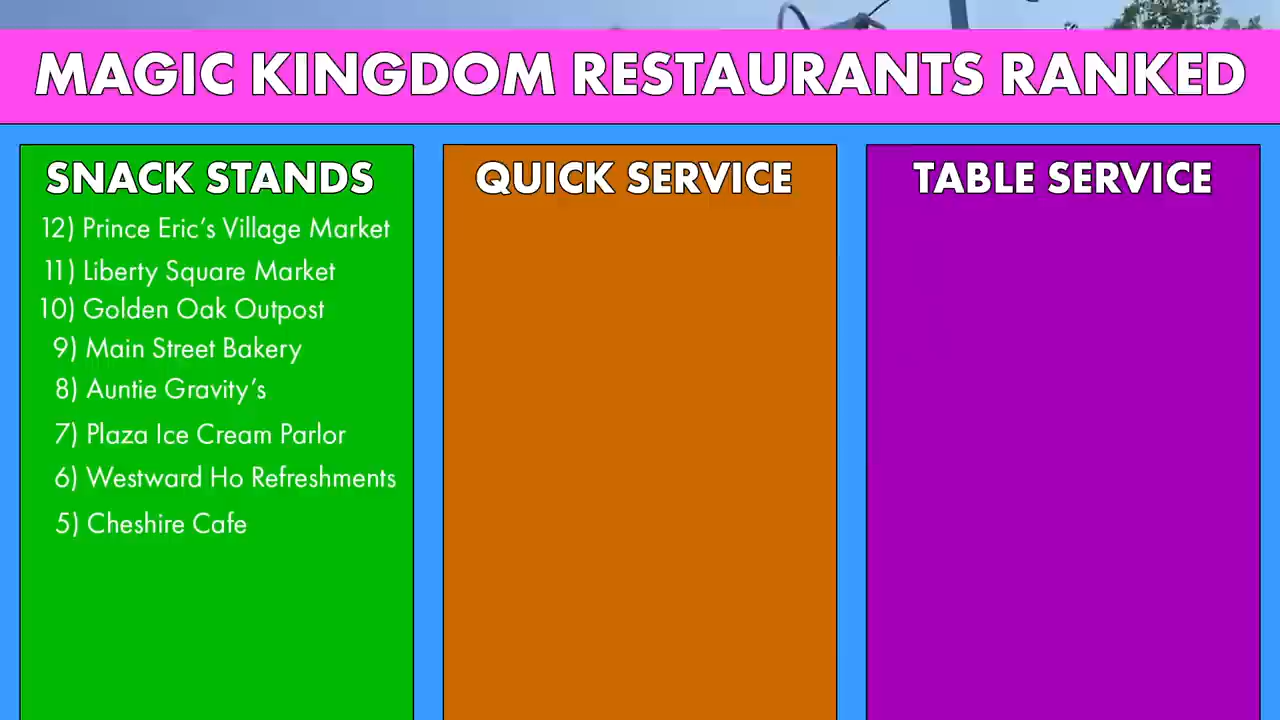 MAGIC KINGDOM RESTAURANTS RANKED
SNACK STANDS
12) Prince Eric's Village Market
11) Liberty Square Market
10) Golden Oak Outpost
9) Main Street Bakery
8) Auntie Gravity's
7) Plaza Ice Cream Parlor
6) Westward Ho Refreshments
5) Cheshire Cafe
QUICK SERVICE
TABLE SERVICE